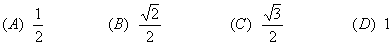 (A) 1/2 (B) √2/2 (C) √3/2 (D) 1